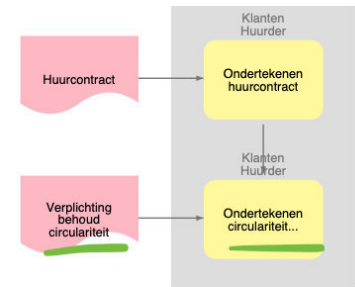 Klanten
Huurder
Huurcontract
Ondertekenen
huurcontract
Klanten
Huurder
Verplichting
behoud
circulariteit
Ondertekenen
circulariteit...